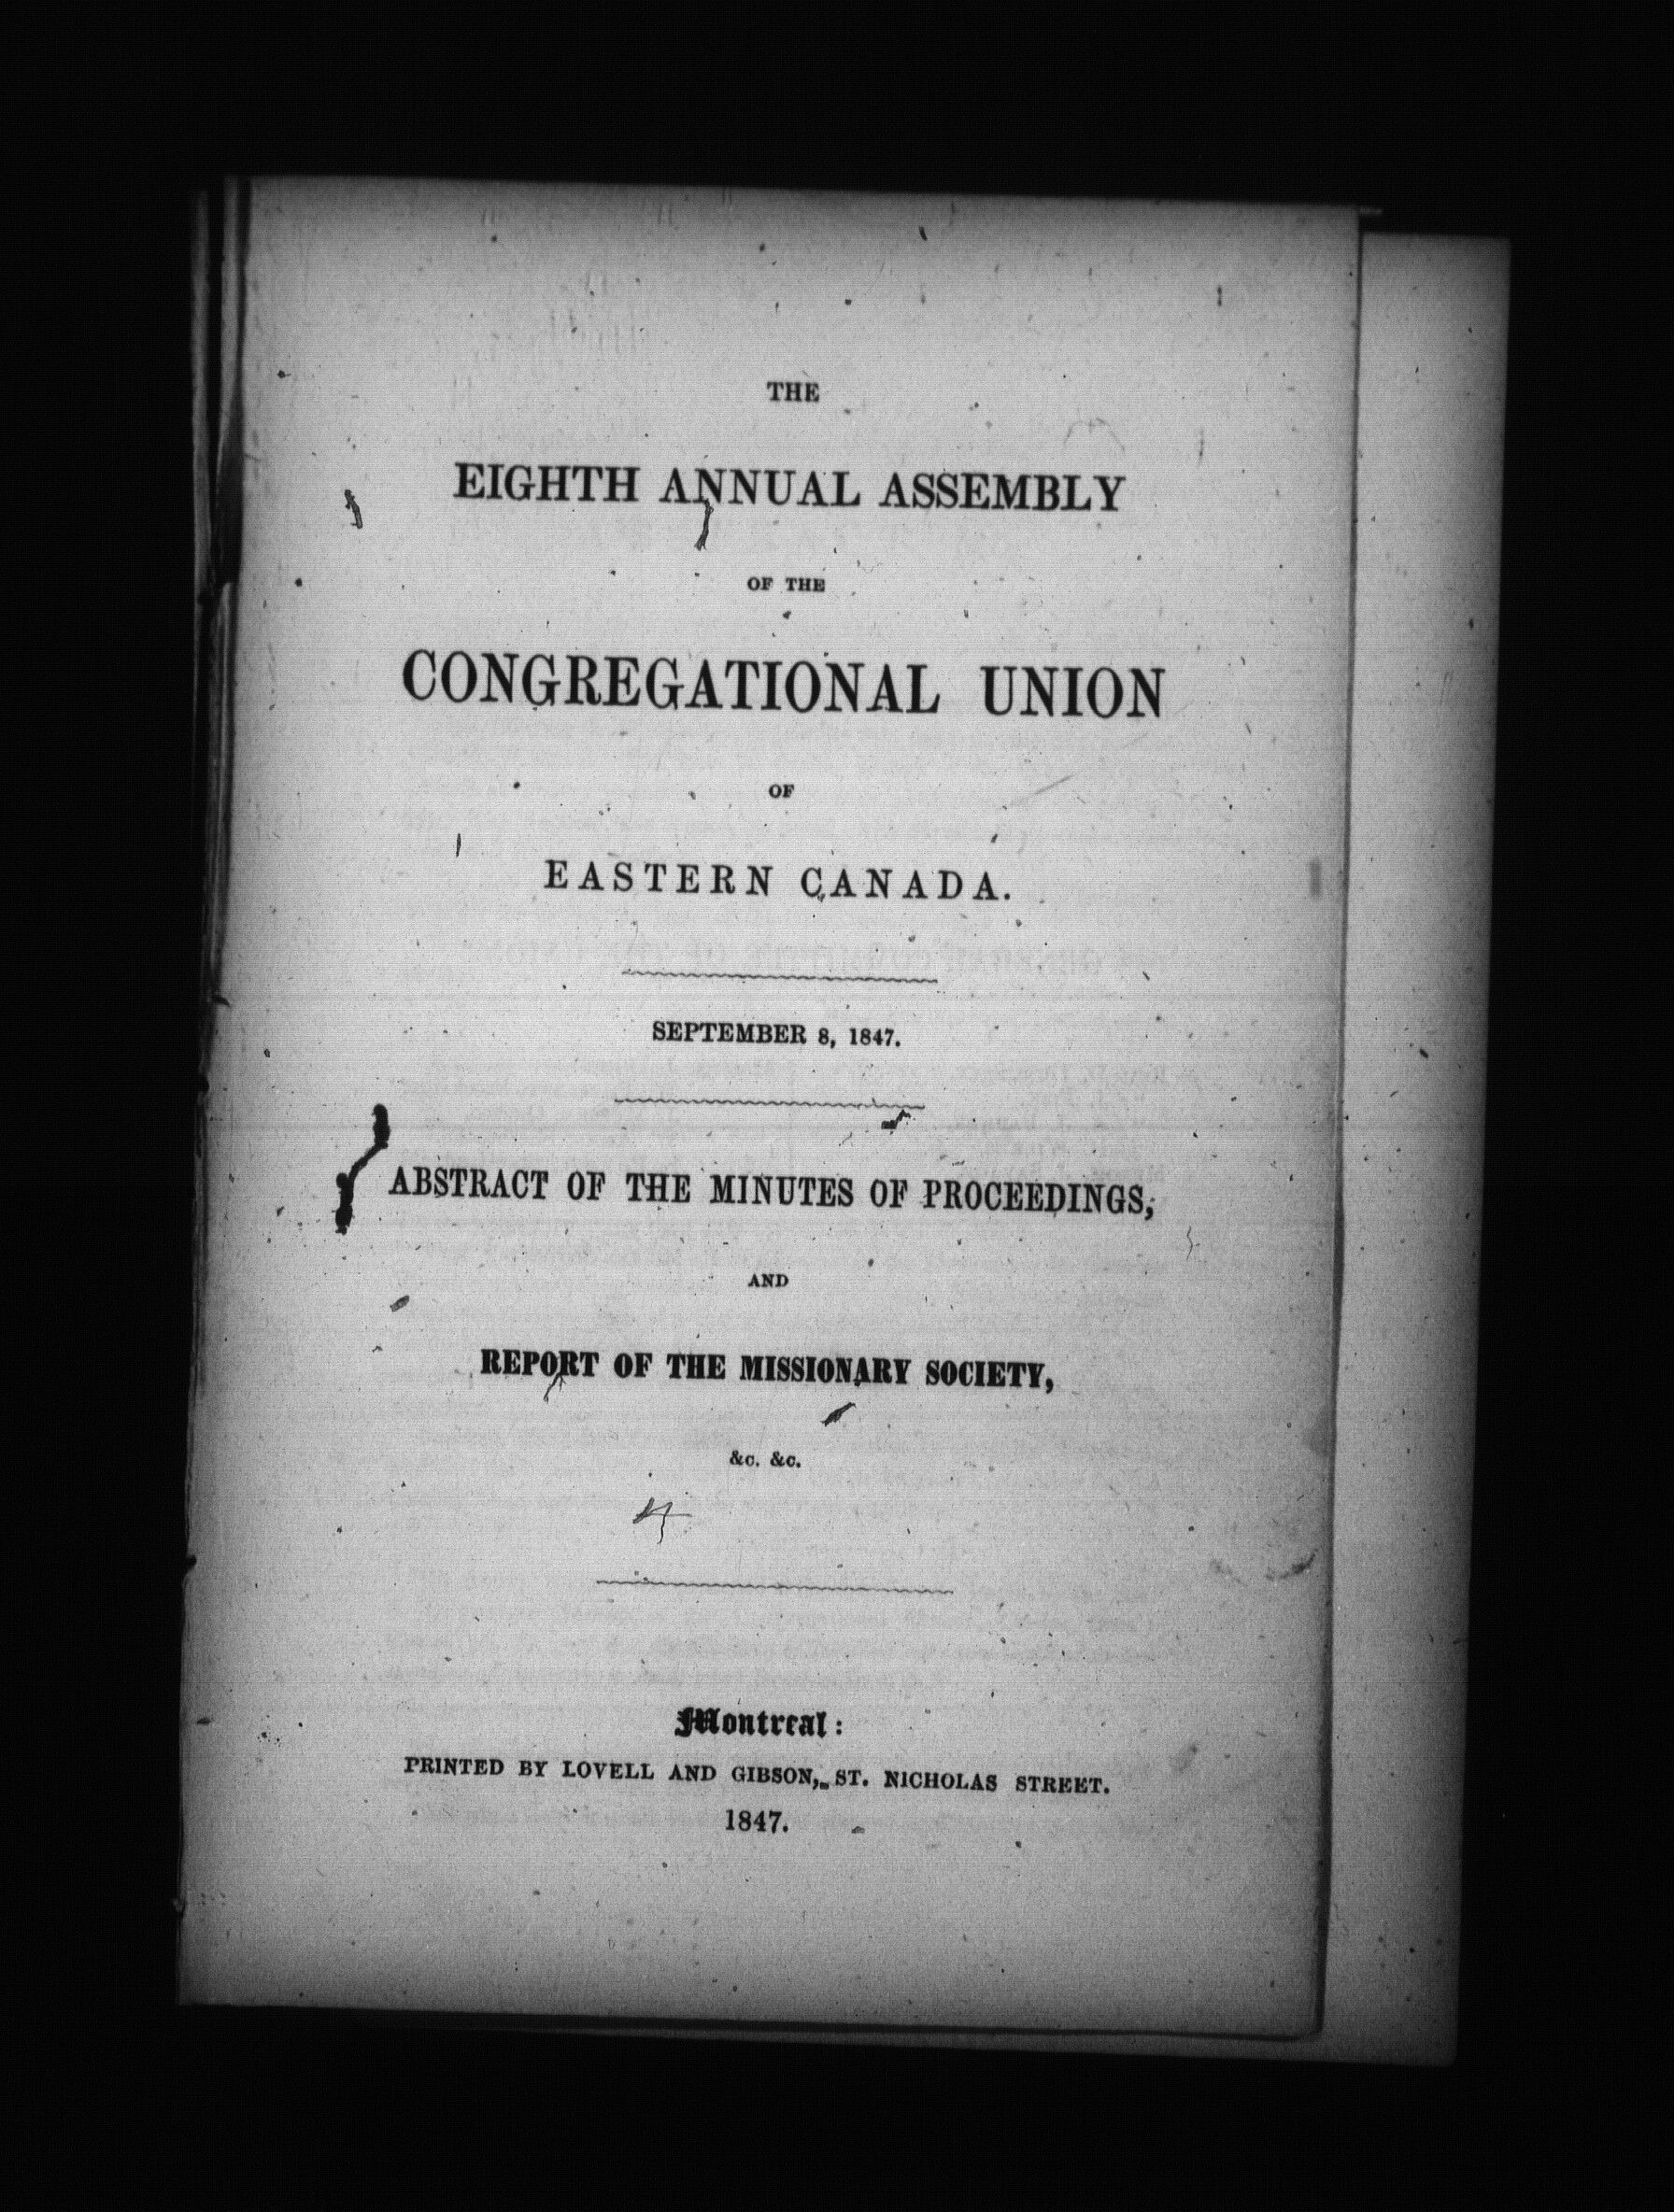 THE
EIGHTH ANNUAL ASSEMBLY
OF THE
CONGREGATIONAL UNION
OF
EASTERN CANADA.
SEPTEMBER 8, 1847.
ABSTRACT OF THE MINUTES OF PROCEEDINGS,
AND
REPORT OF THE MISSIONARY SOCIETY,
&c. &c.
Montreal:
PRINTED BY LOVELL AND GIBSON, ST. NICHOLAS STREET.
1847.